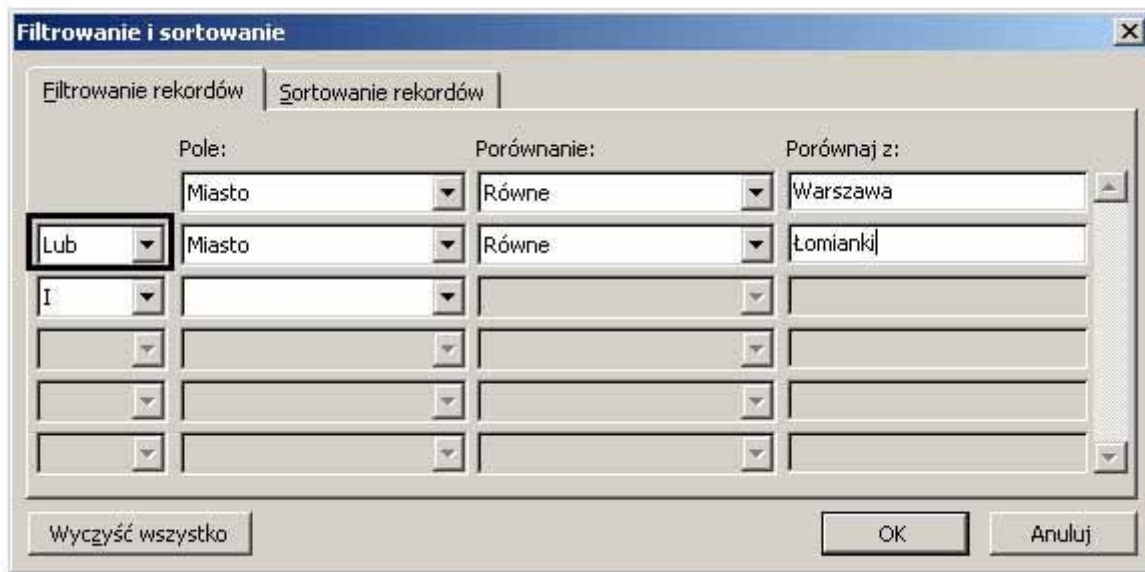 Filtrowanie i sortowanie
Filtrowanie rekordów Sortowanie rekordów
Pole: Porównanie: Porównaj z:
Miasto Równe Warszawa
Lub Miasto Równe Łomianki
I
Wyczyść wszystko OK Anuluj